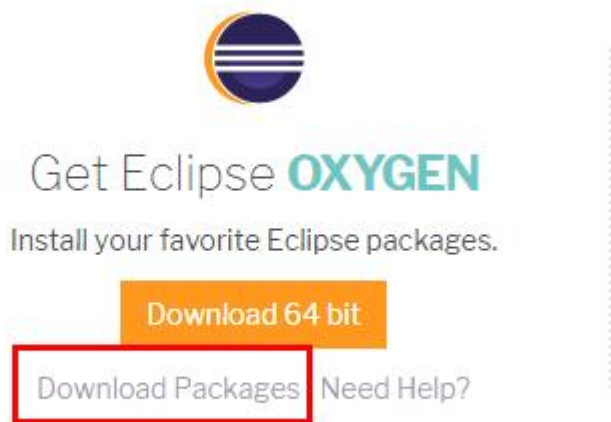 Get Eclipse OXYGEN
Install your favorite Eclipse packages.
Download 64 bit
Download Packages Need Help?